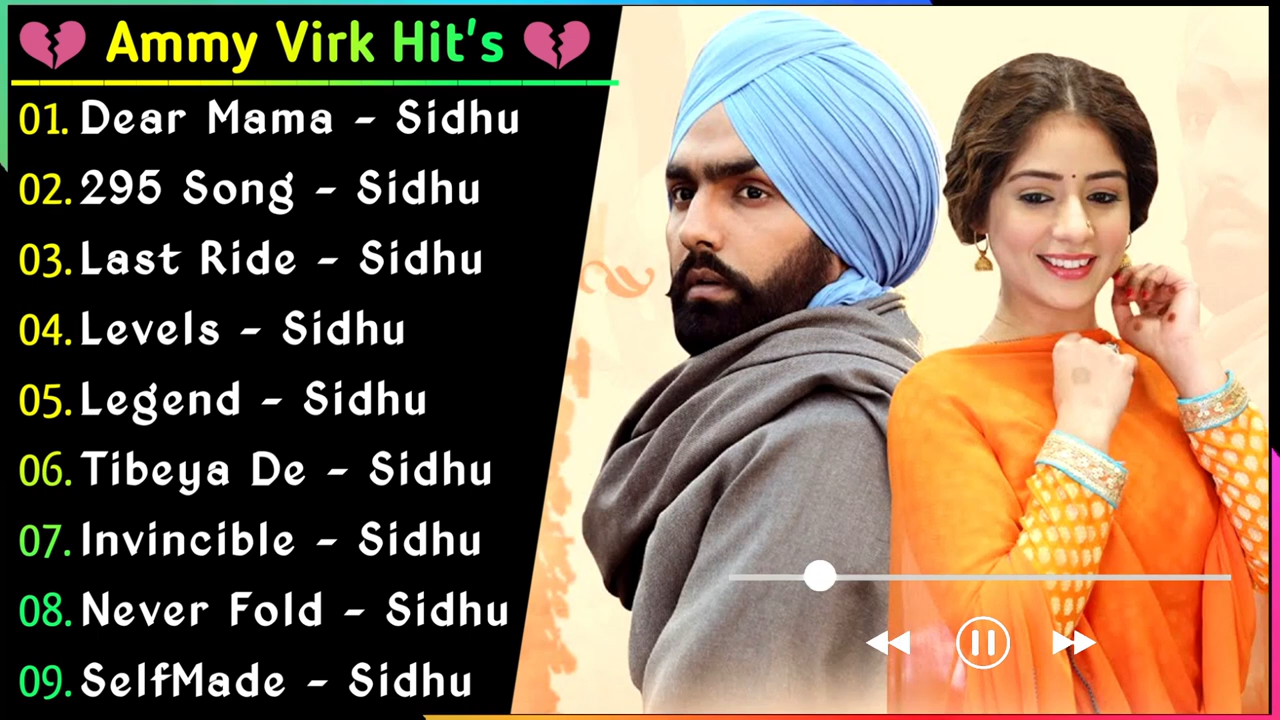 Ammy Virk Hit's
01. Dear Mama - Sidhu
02. 295 Song - Sidhu
03. Last Ride - Sidhu
04. Levels - Sidhu
05. Legend - Sidhu
06. Tibeya De - Sidhu
07. Invincible - Sidhu
08. Never Fold - Sidhu
09. SelfMade - Sidhu